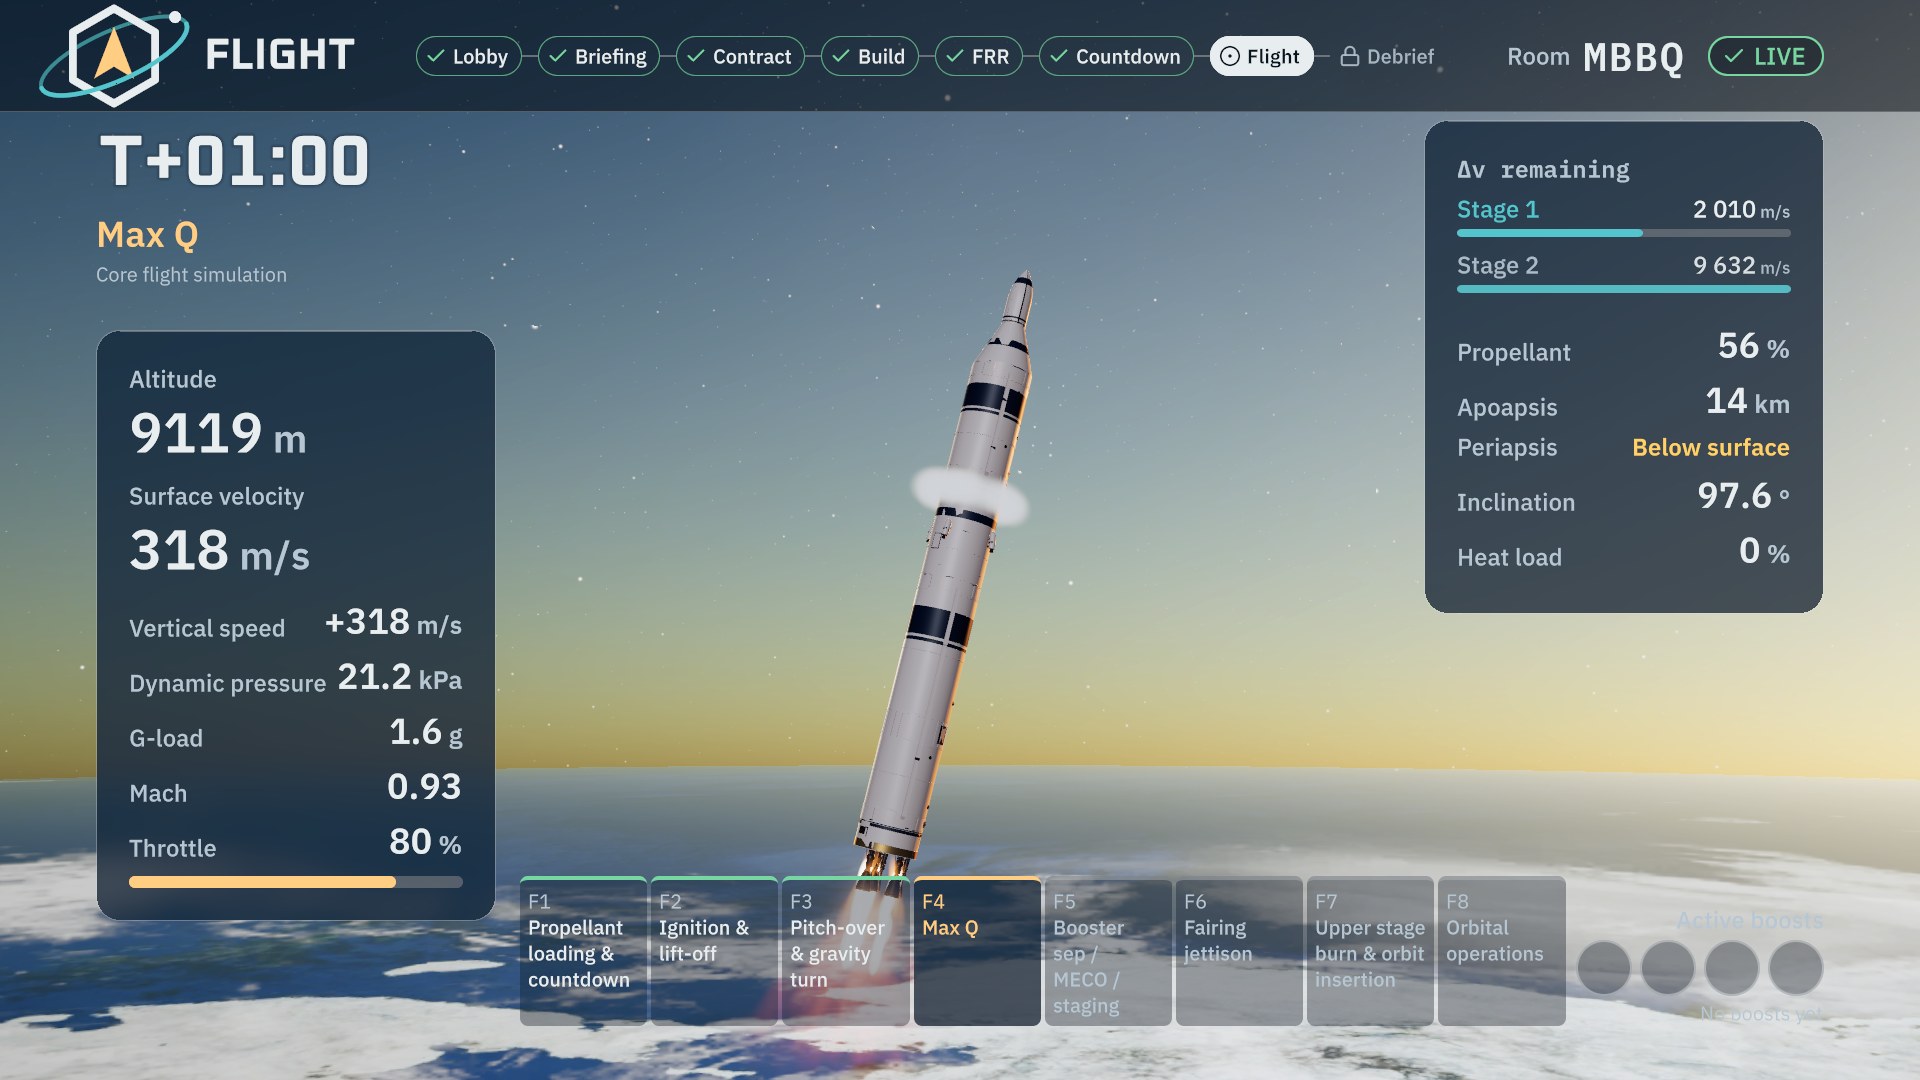 FLIGHT
Lobby
Briefing
Contract
Build
FRR
Countdown
Flight
Debrief
Room MBBQ
LIVE
T+01:00
Max Q
Core flight simulation
Altitude
9119 m
Surface velocity
318 m/s
Vertical speed +318 m/s
Dynamic pressure 21.2 kPa
G-load 1.6 g
Mach 0.93
Throttle 80 %
Δv remaining
Stage 1 2 010 m/s
Stage 2 9 632 m/s
Propellant 56 %
Apoapsis 14 km
Periapsis Below surface
Inclination 97.6 °
Heat load 0 %
F1
Propellant
loading &
countdown
F2
Ignition &
lift-off
F3
Pitch-over
& gravity
turn
F4
Max Q
F5
Booster
sep /
MECO /
staging
F6
Fairing
jettison
F7
Upper stage
burn & orbit
insertion
F8
Orbital
operations
Active boosts
No boosts yet